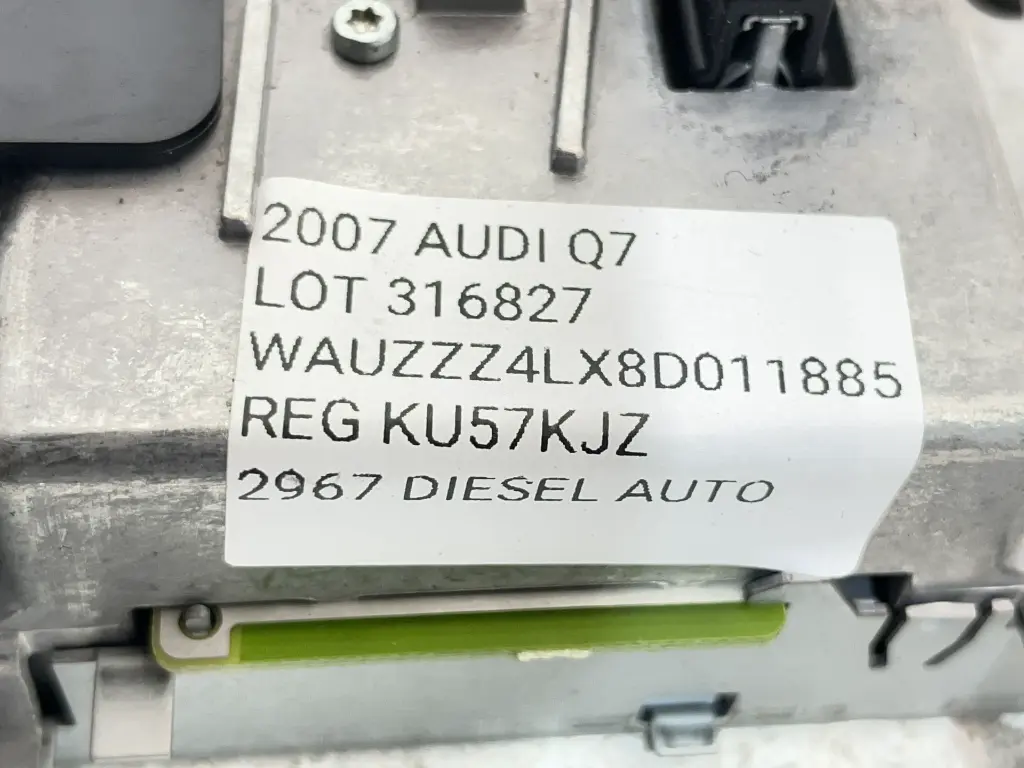 2007 AUDI Q7
LOT 316827
WAUZZZ4LX8D011885
REG KU57KJZ
2967 DIESEL AUTO